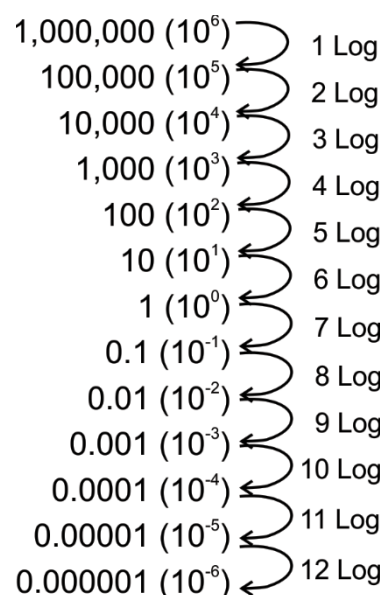 1,000,000 (10⁶)
1 Log
100,000 (10⁵)
2 Log
10,000 (10⁴)
3 Log
1,000 (10³)
4 Log
100 (10²)
5 Log
10 (10¹)
6 Log
1 (10⁰)
7 Log
0.1 (10⁻¹)
8 Log
0.01 (10⁻²)
9 Log
0.001 (10⁻³)
10 Log
0.0001 (10⁻⁴)
11 Log
0.00001 (10⁻⁵)
12 Log
0.000001 (10⁻⁶)